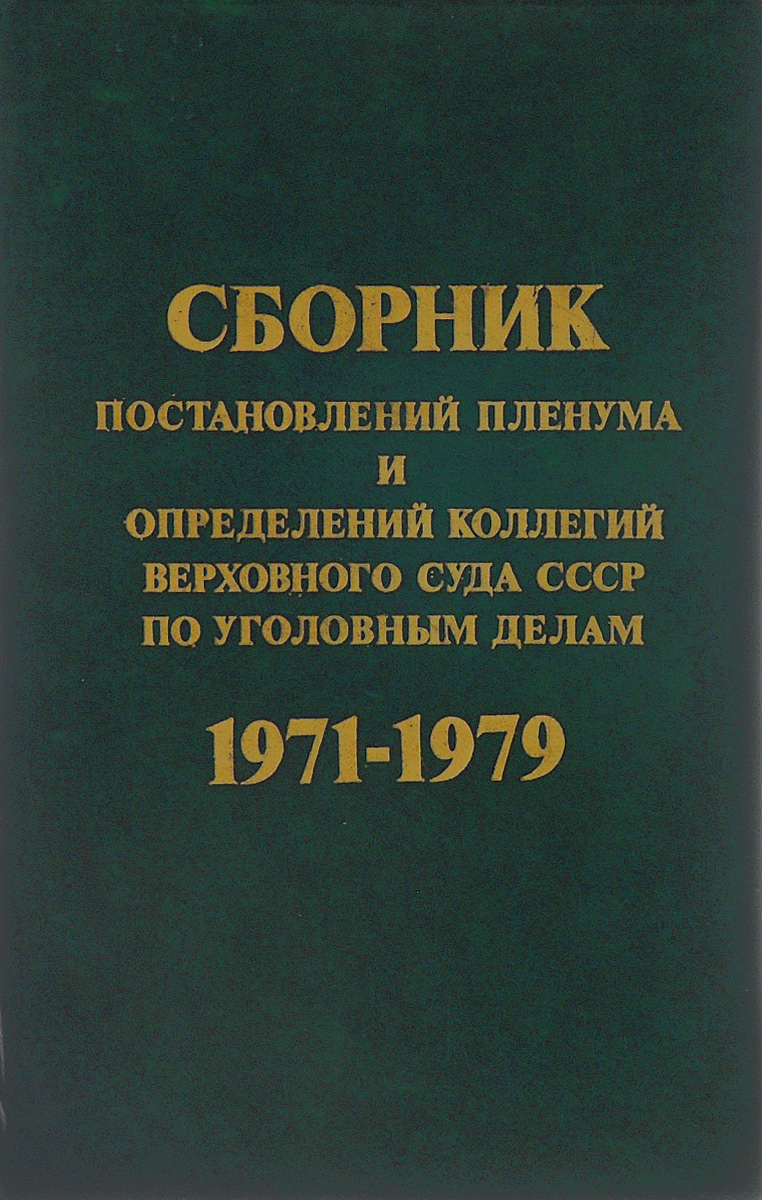 СБОРНИК
ПОСТАНОВЛЕНИЙ ПЛЕНУМА
И
ОПРЕДЕЛЕНИЙ КОЛЛЕГИЙ
ВЕРХОВНОГО СУДА СССР
ПО УГОЛОВНЫМ ДЕЛАМ
1971-1979